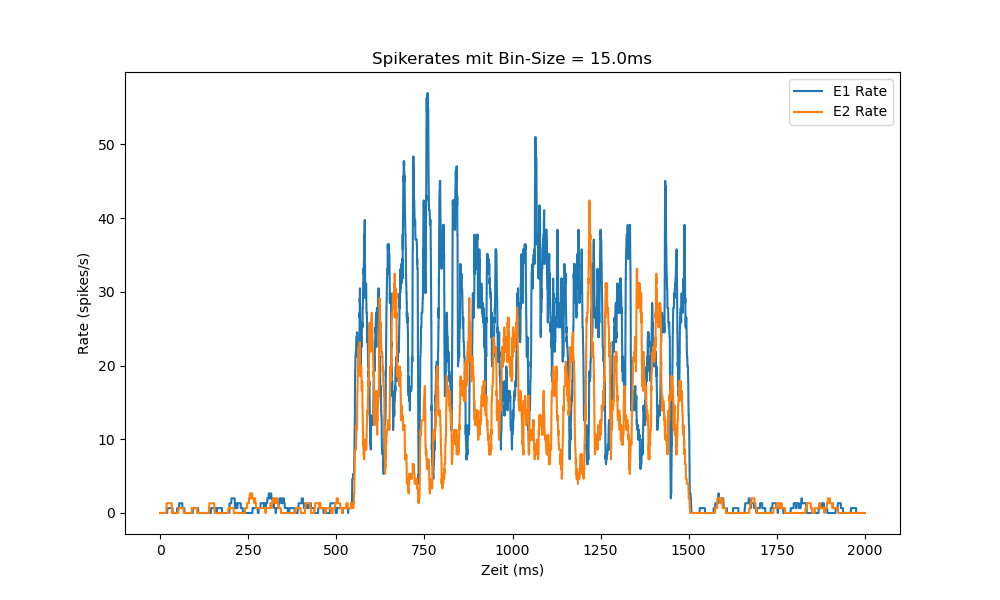 Spikerates mit Bin-Size = 15.0ms
E1 Rate
E2 Rate
Rate (spikes/s)
50
40
30
20
10
0
0 250 500 750 1000 1250 1500 1750 2000
Zeit (ms)